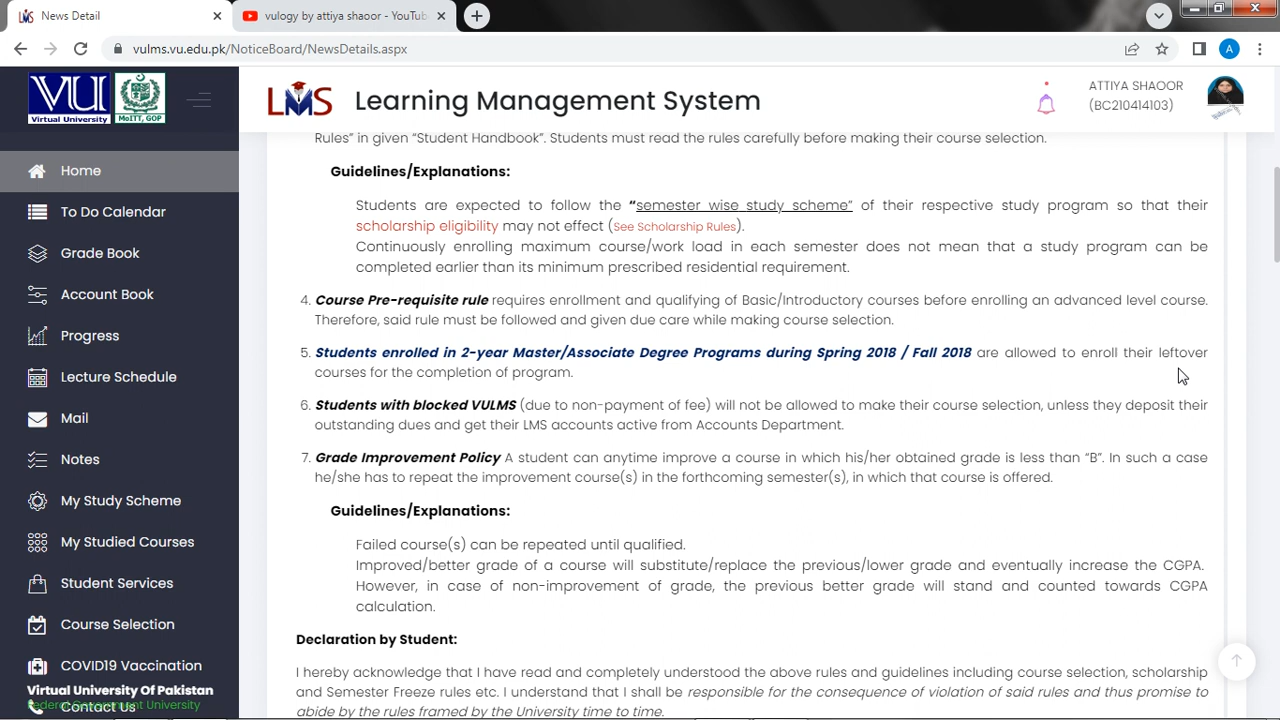 News Detail
vulogy by attiya shaoor - YouTube
vulms.vu.edu.pk/NoticeBoard/NewsDetails.aspx
A
VU
Virtual University
MoITT, GOP
LMS
Learning Management System
ATTIYA SHAOOR
(BC210414103)
Home
To Do Calendar
Grade Book
Account Book
Progress
Lecture Schedule
Mail
Notes
My Study Scheme
My Studied Courses
Student Services
Course Selection
COVID19 Vaccination
Virtual University Of Pakistan
Federal Government University
Contact Us
Rules” in given “Student Handbook”. Students must read the rules carefully before making their course selection.
Guidelines/Explanations:
Students are expected to follow the “semester wise study scheme” of their respective study program so that their
scholarship eligibility may not effect (See Scholarship Rules).
Continuously enrolling maximum course/work load in each semester does not mean that a study program can be
completed earlier than its minimum prescribed residential requirement.
4. Course Pre-requisite rule requires enrollment and qualifying of Basic/Introductory courses before enrolling an advanced level course.
Therefore, said rule must be followed and given due care while making course selection.
5. Students enrolled in 2-year Master/Associate Degree Programs during Spring 2018 / Fall 2018 are allowed to enroll their leftover
courses for the completion of program.
6. Students with blocked VULMS (due to non-payment of fee) will not be allowed to make their course selection, unless they deposit their
outstanding dues and get their LMS accounts active from Accounts Department.
7. Grade Improvement Policy A student can anytime improve a course in which his/her obtained grade is less than “B”. In such a case
he/she has to repeat the improvement course(s) in the forthcoming semester(s), in which that course is offered.
Guidelines/Explanations:
Failed course(s) can be repeated until qualified.
Improved/better grade of a course will substitute/replace the previous/lower grade and eventually increase the CGPA.
However, in case of non-improvement of grade, the previous better grade will stand and counted towards CGPA
calculation.
Declaration by Student:
I hereby acknowledge that I have read and completely understood the above rules and guidelines including course selection, scholarship
and Semester Freeze rules etc. I understand that I shall be responsible for the consequence of violation of said rules and thus promise to
abide by the rules framed by the University time to time.